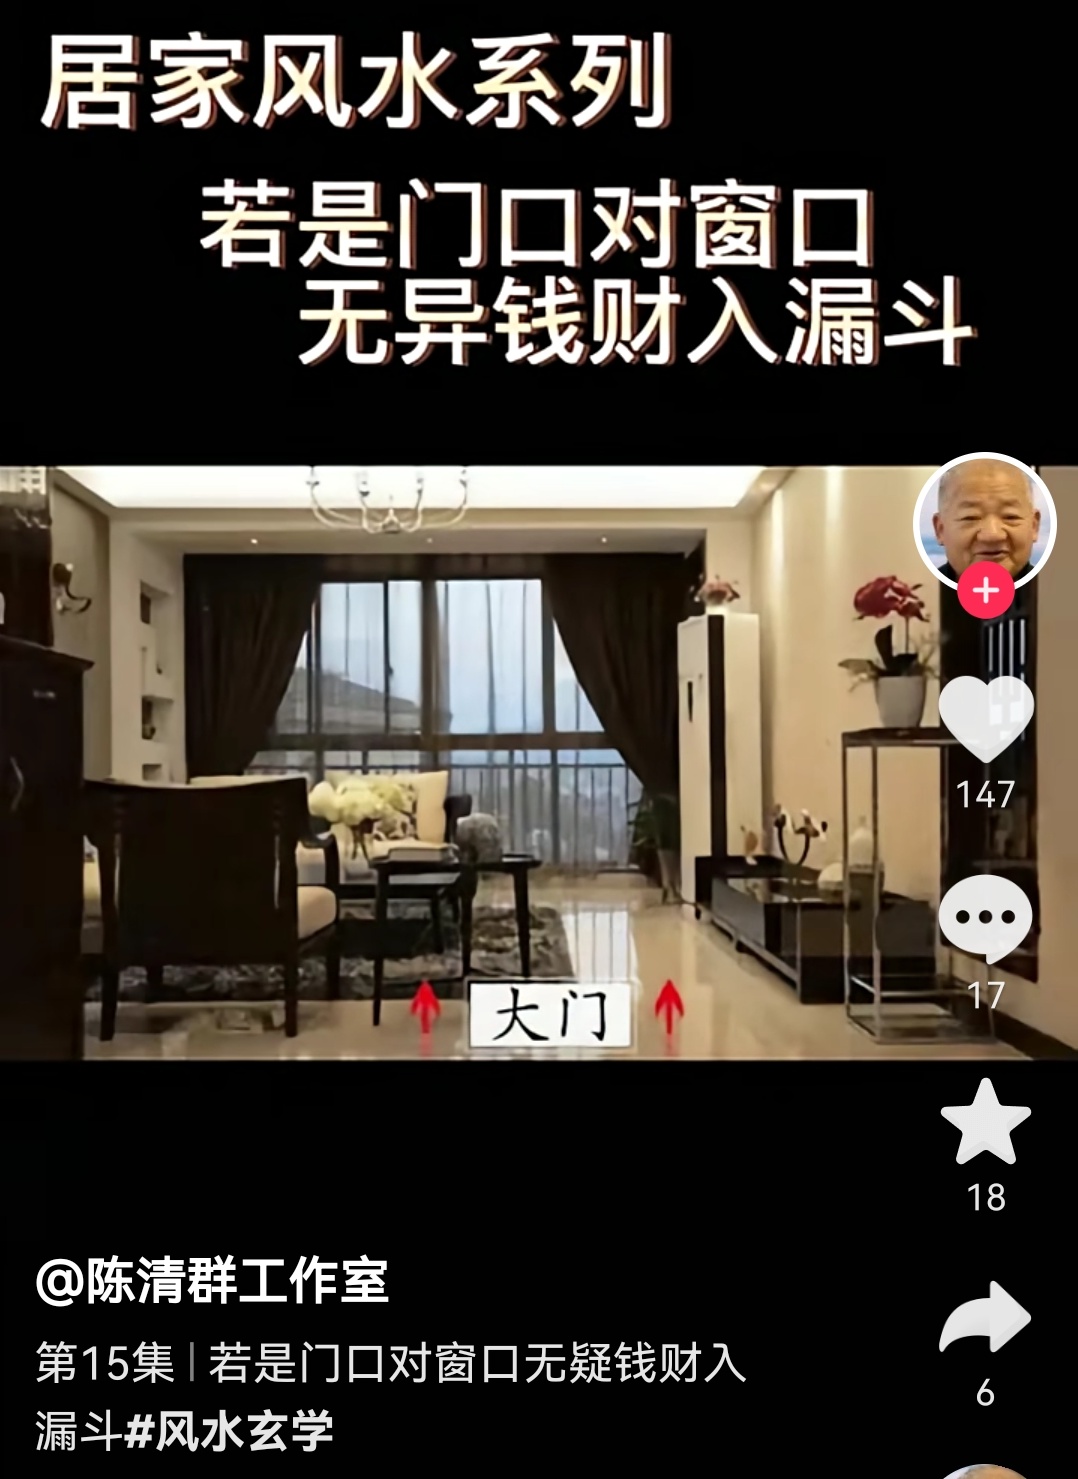 居家风水系列
若是门口对窗口
无异钱财入漏斗
147
17
大门
18
6
@陈清群工作室
第15集 | 若是门口对窗口无疑钱财入
漏斗#风水玄学